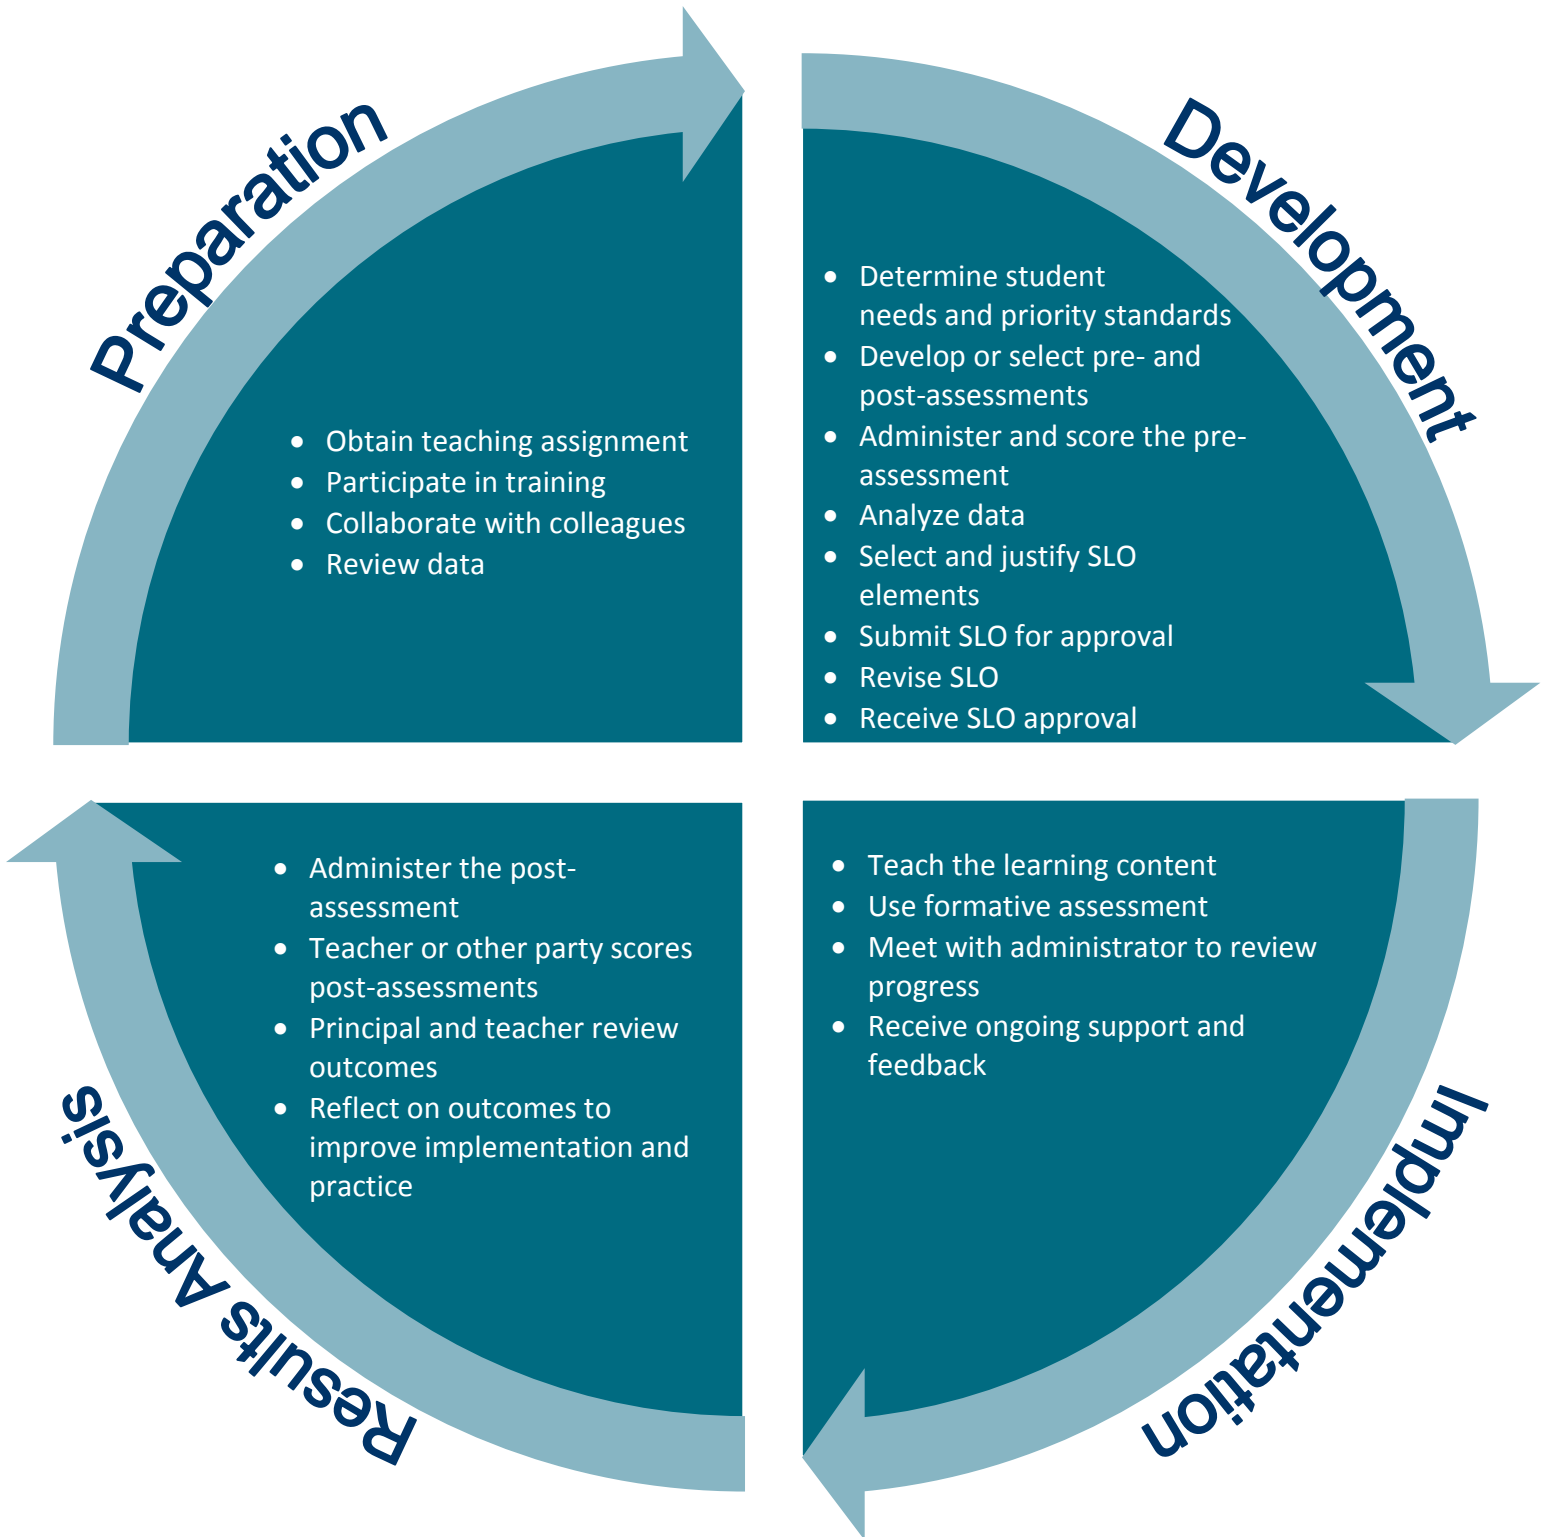 Preparation
• Obtain teaching assignment
• Participate in training
• Collaborate with colleagues
• Review data
Development
• Determine student
needs and priority standards
• Develop or select pre- and
post-assessments
• Administer and score the pre-
assessment
• Analyze data
• Select and justify SLO
elements
• Submit SLO for approval
• Revise SLO
• Receive SLO approval
Implementation
• Teach the learning content
• Use formative assessment
• Meet with administrator to review
progress
• Receive ongoing support and
feedback
Results Analysis
• Administer the post-
assessment
• Teacher or other party scores
post-assessments
• Principal and teacher review
outcomes
• Reflect on outcomes to
improve implementation and
practice